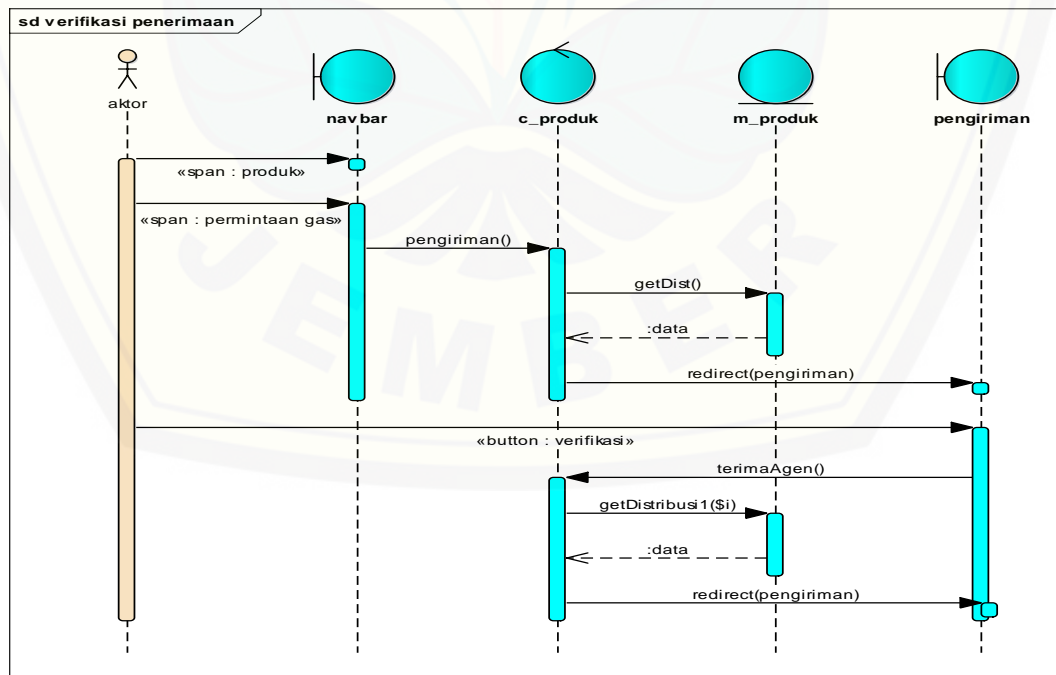 sd verifikasi penerimaan
aktor
navbar
c_produk
m_produk
pengiriman
«span : produk»
«span : permintaan gas»
pengiriman()
getDist()
:data
redirect(pengiriman)
«button : verifikasi»
terimaAgen()
getDistribusi1($i)
:data
redirect(pengiriman)
JEMBER